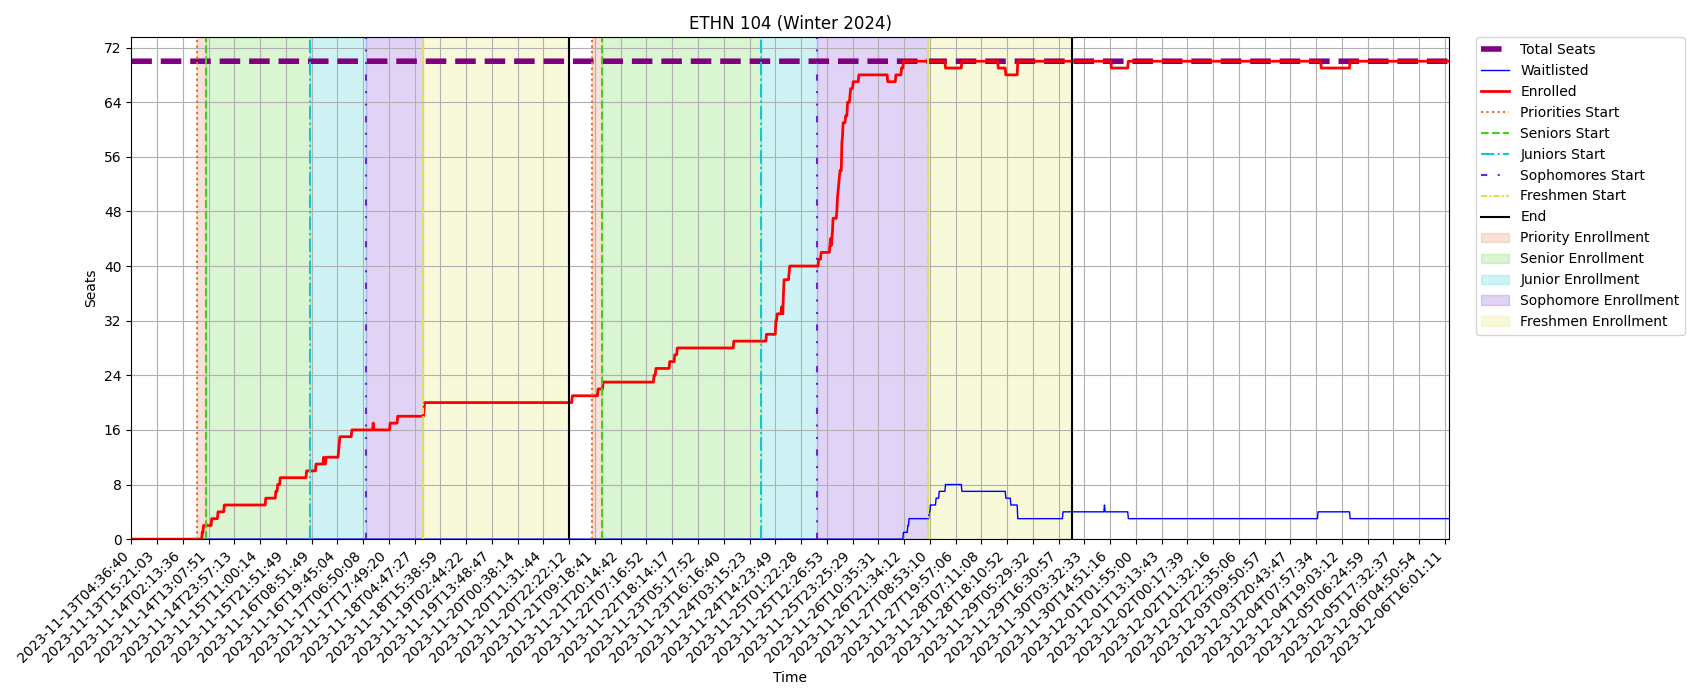 ETHN 104 (Winter 2024)
72
64
56
48
40
32
24
16
8
0
Seats
2023-11-13T04:36:40
2023-11-13T15:21:03
2023-11-14T02:13:36
2023-11-14T13:07:51
2023-11-14T23:57:13
2023-11-15T11:00:14
2023-11-15T21:51:49
2023-11-16T08:51:49
2023-11-16T19:45:04
2023-11-17T06:50:08
2023-11-17T17:49:20
2023-11-18T04:47:27
2023-11-18T15:38:59
2023-11-19T02:44:22
2023-11-19T13:48:47
2023-11-20T00:38:14
2023-11-20T11:31:44
2023-11-20T22:22:12
2023-11-21T09:18:41
2023-11-21T20:14:42
2023-11-22T07:16:52
2023-11-22T18:14:17
2023-11-23T05:17:52
2023-11-23T16:16:40
2023-11-24T03:15:23
2023-11-24T14:23:49
2023-11-25T01:22:28
2023-11-25T12:26:53
2023-11-25T23:25:29
2023-11-26T10:35:31
2023-11-26T21:34:12
2023-11-27T08:53:10
2023-11-27T19:57:06
2023-11-28T07:11:08
2023-11-28T18:10:52
2023-11-29T05:29:32
2023-11-29T16:30:57
2023-11-30T03:32:33
2023-11-30T14:51:16
2023-12-01T01:55:00
2023-12-01T13:13:43
2023-12-02T00:17:39
2023-12-02T11:32:16
2023-12-02T22:35:06
2023-12-03T09:50:57
2023-12-03T20:43:47
2023-12-04T07:57:34
2023-12-04T19:03:12
2023-12-05T06:24:59
2023-12-05T17:32:37
2023-12-06T04:50:54
2023-12-06T16:01:11
Time
Total Seats
Waitlisted
Enrolled
Priorities Start
Seniors Start
Juniors Start
Sophomores Start
Freshmen Start
End
Priority Enrollment
Senior Enrollment
Junior Enrollment
Sophomore Enrollment
Freshmen Enrollment